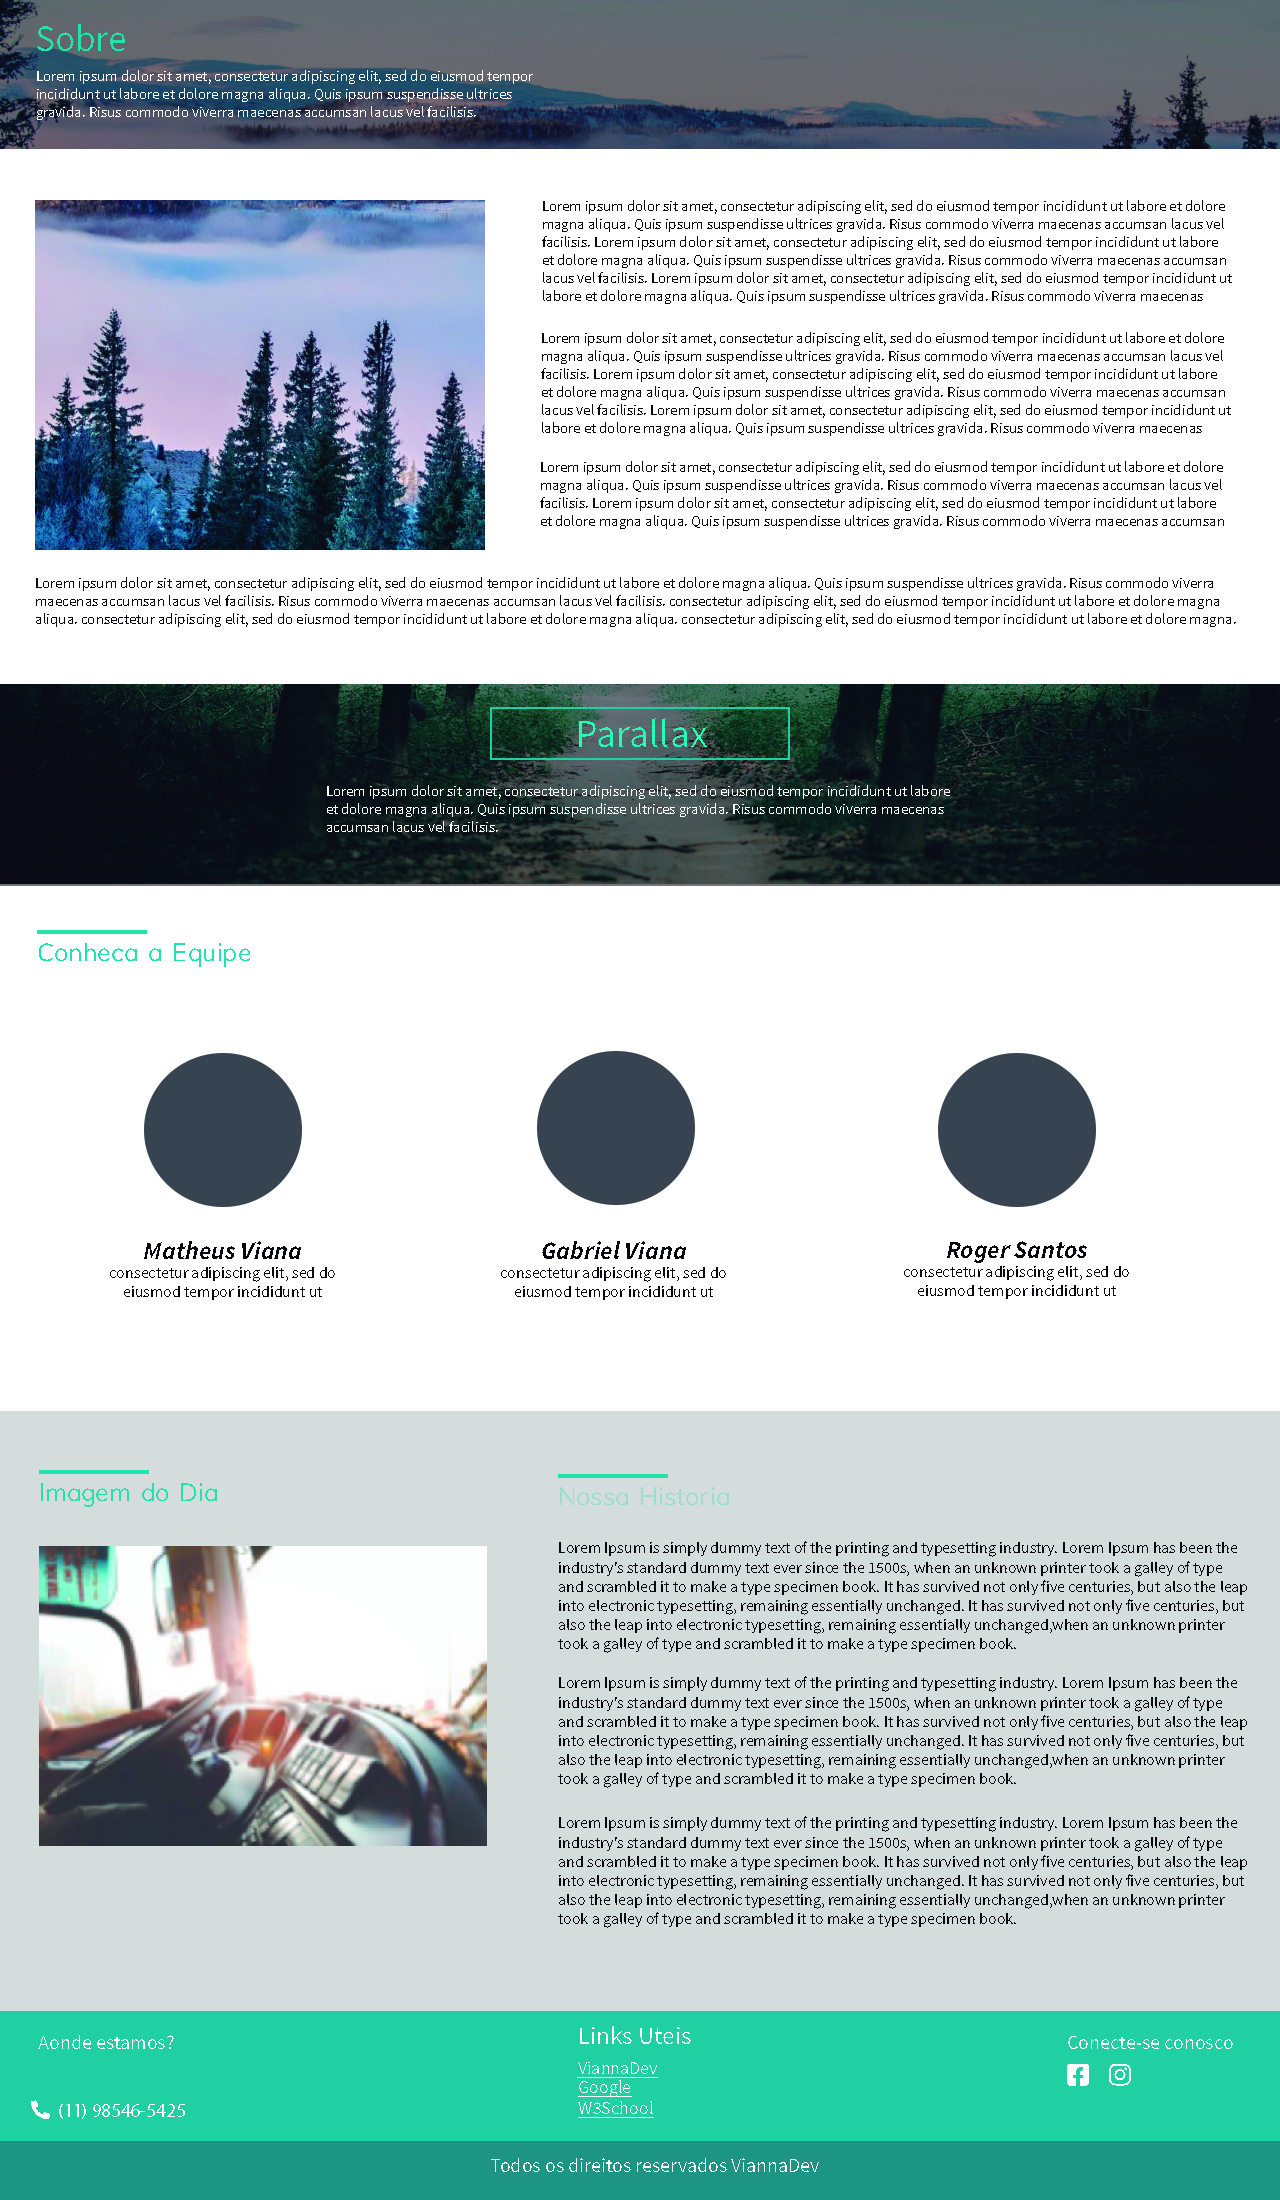 Sobre
Lorem ipsum dolor sit amet, consectetur adipiscing elit, sed do eiusmod tempor
incididunt ut labore et dolore magna aliqua. Quis ipsum suspendisse ultrices
gravida. Risus commodo viverra maecenas accumsan lacus vel facilisis.
Lorem ipsum dolor sit amet, consectetur adipiscing elit, sed do eiusmod tempor incididunt ut labore et dolore
magna aliqua. Quis ipsum suspendisse ultrices gravida. Risus commodo viverra maecenas accumsan lacus vel
facilisis. Lorem ipsum dolor sit amet, consectetur adipiscing elit, sed do eiusmod tempor incididunt ut labore
et dolore magna aliqua. Quis ipsum suspendisse ultrices gravida. Risus commodo viverra maecenas accumsan
lacus vel facilisis. Lorem ipsum dolor sit amet, consectetur adipiscing elit, sed do eiusmod tempor incididunt ut
labore et dolore magna aliqua. Quis ipsum suspendisse ultrices gravida. Risus commodo viverra maecenas
Lorem ipsum dolor sit amet, consectetur adipiscing elit, sed do eiusmod tempor incididunt ut labore et dolore
magna aliqua. Quis ipsum suspendisse ultrices gravida. Risus commodo viverra maecenas accumsan lacus vel
facilisis. Lorem ipsum dolor sit amet, consectetur adipiscing elit, sed do eiusmod tempor incididunt ut labore
et dolore magna aliqua. Quis ipsum suspendisse ultrices gravida. Risus commodo viverra maecenas accumsan
lacus vel facilisis. Lorem ipsum dolor sit amet, consectetur adipiscing elit, sed do eiusmod tempor incididunt ut
labore et dolore magna aliqua. Quis ipsum suspendisse ultrices gravida. Risus commodo viverra maecenas
Lorem ipsum dolor sit amet, consectetur adipiscing elit, sed do eiusmod tempor incididunt ut labore et dolore
magna aliqua. Quis ipsum suspendisse ultrices gravida. Risus commodo viverra maecenas accumsan lacus vel
facilisis. Lorem ipsum dolor sit amet, consectetur adipiscing elit, sed do eiusmod tempor incididunt ut labore
et dolore magna aliqua. Quis ipsum suspendisse ultrices gravida. Risus commodo viverra maecenas accumsan
Lorem ipsum dolor sit amet, consectetur adipiscing elit, sed do eiusmod tempor incididunt ut labore et dolore magna aliqua. Quis ipsum suspendisse ultrices gravida. Risus commodo viverra
maecenas accumsan lacus vel facilisis. Risus commodo viverra maecenas accumsan lacus vel facilisis. consectetur adipiscing elit, sed do eiusmod tempor incididunt ut labore et dolore magna
aliqua. consectetur adipiscing elit, sed do eiusmod tempor incididunt ut labore et dolore magna aliqua. consectetur adipiscing elit, sed do eiusmod tempor incididunt ut labore et dolore magna.
Parallax
Lorem ipsum dolor sit amet, consectetur adipiscing elit, sed do eiusmod tempor incididunt ut labore
et dolore magna aliqua. Quis ipsum suspendisse ultrices gravida. Risus commodo viverra maecenas
accumsan lacus vel facilisis.
Conheca a Equipe
Matheus Viana
consectetur adipiscing elit, sed do
eiusmod tempor incididunt ut
Gabriel Viana
consectetur adipiscing elit, sed do
eiusmod tempor incididunt ut
Roger Santos
consectetur adipiscing elit, sed do
eiusmod tempor incididunt ut
Imagem do Dia
Nossa Historia
Lorem Ipsum is simply dummy text of the printing and typesetting industry. Lorem Ipsum has been the
industry's standard dummy text ever since the 1500s, when an unknown printer took a galley of type
and scrambled it to make a type specimen book. It has survived not only five centuries, but also the leap
into electronic typesetting, remaining essentially unchanged. It has survived not only five centuries, but
also the leap into electronic typesetting, remaining essentially unchanged,when an unknown printer
took a galley of type and scrambled it to make a type specimen book.
Lorem Ipsum is simply dummy text of the printing and typesetting industry. Lorem Ipsum has been the
industry's standard dummy text ever since the 1500s, when an unknown printer took a galley of type
and scrambled it to make a type specimen book. It has survived not only five centuries, but also the leap
into electronic typesetting, remaining essentially unchanged. It has survived not only five centuries, but
also the leap into electronic typesetting, remaining essentially unchanged,when an unknown printer
took a galley of type and scrambled it to make a type specimen book.
Lorem Ipsum is simply dummy text of the printing and typesetting industry. Lorem Ipsum has been the
industry's standard dummy text ever since the 1500s, when an unknown printer took a galley of type
and scrambled it to make a type specimen book. It has survived not only five centuries, but also the leap
into electronic typesetting, remaining essentially unchanged. It has survived not only five centuries, but
also the leap into electronic typesetting, remaining essentially unchanged,when an unknown printer
took a galley of type and scrambled it to make a type specimen book.
Aonde estamos?
(11) 98546-5425
Links Uteis
ViannaDev
Google
W3School
Conecte-se conosco
Todos os direitos reservados ViannaDev